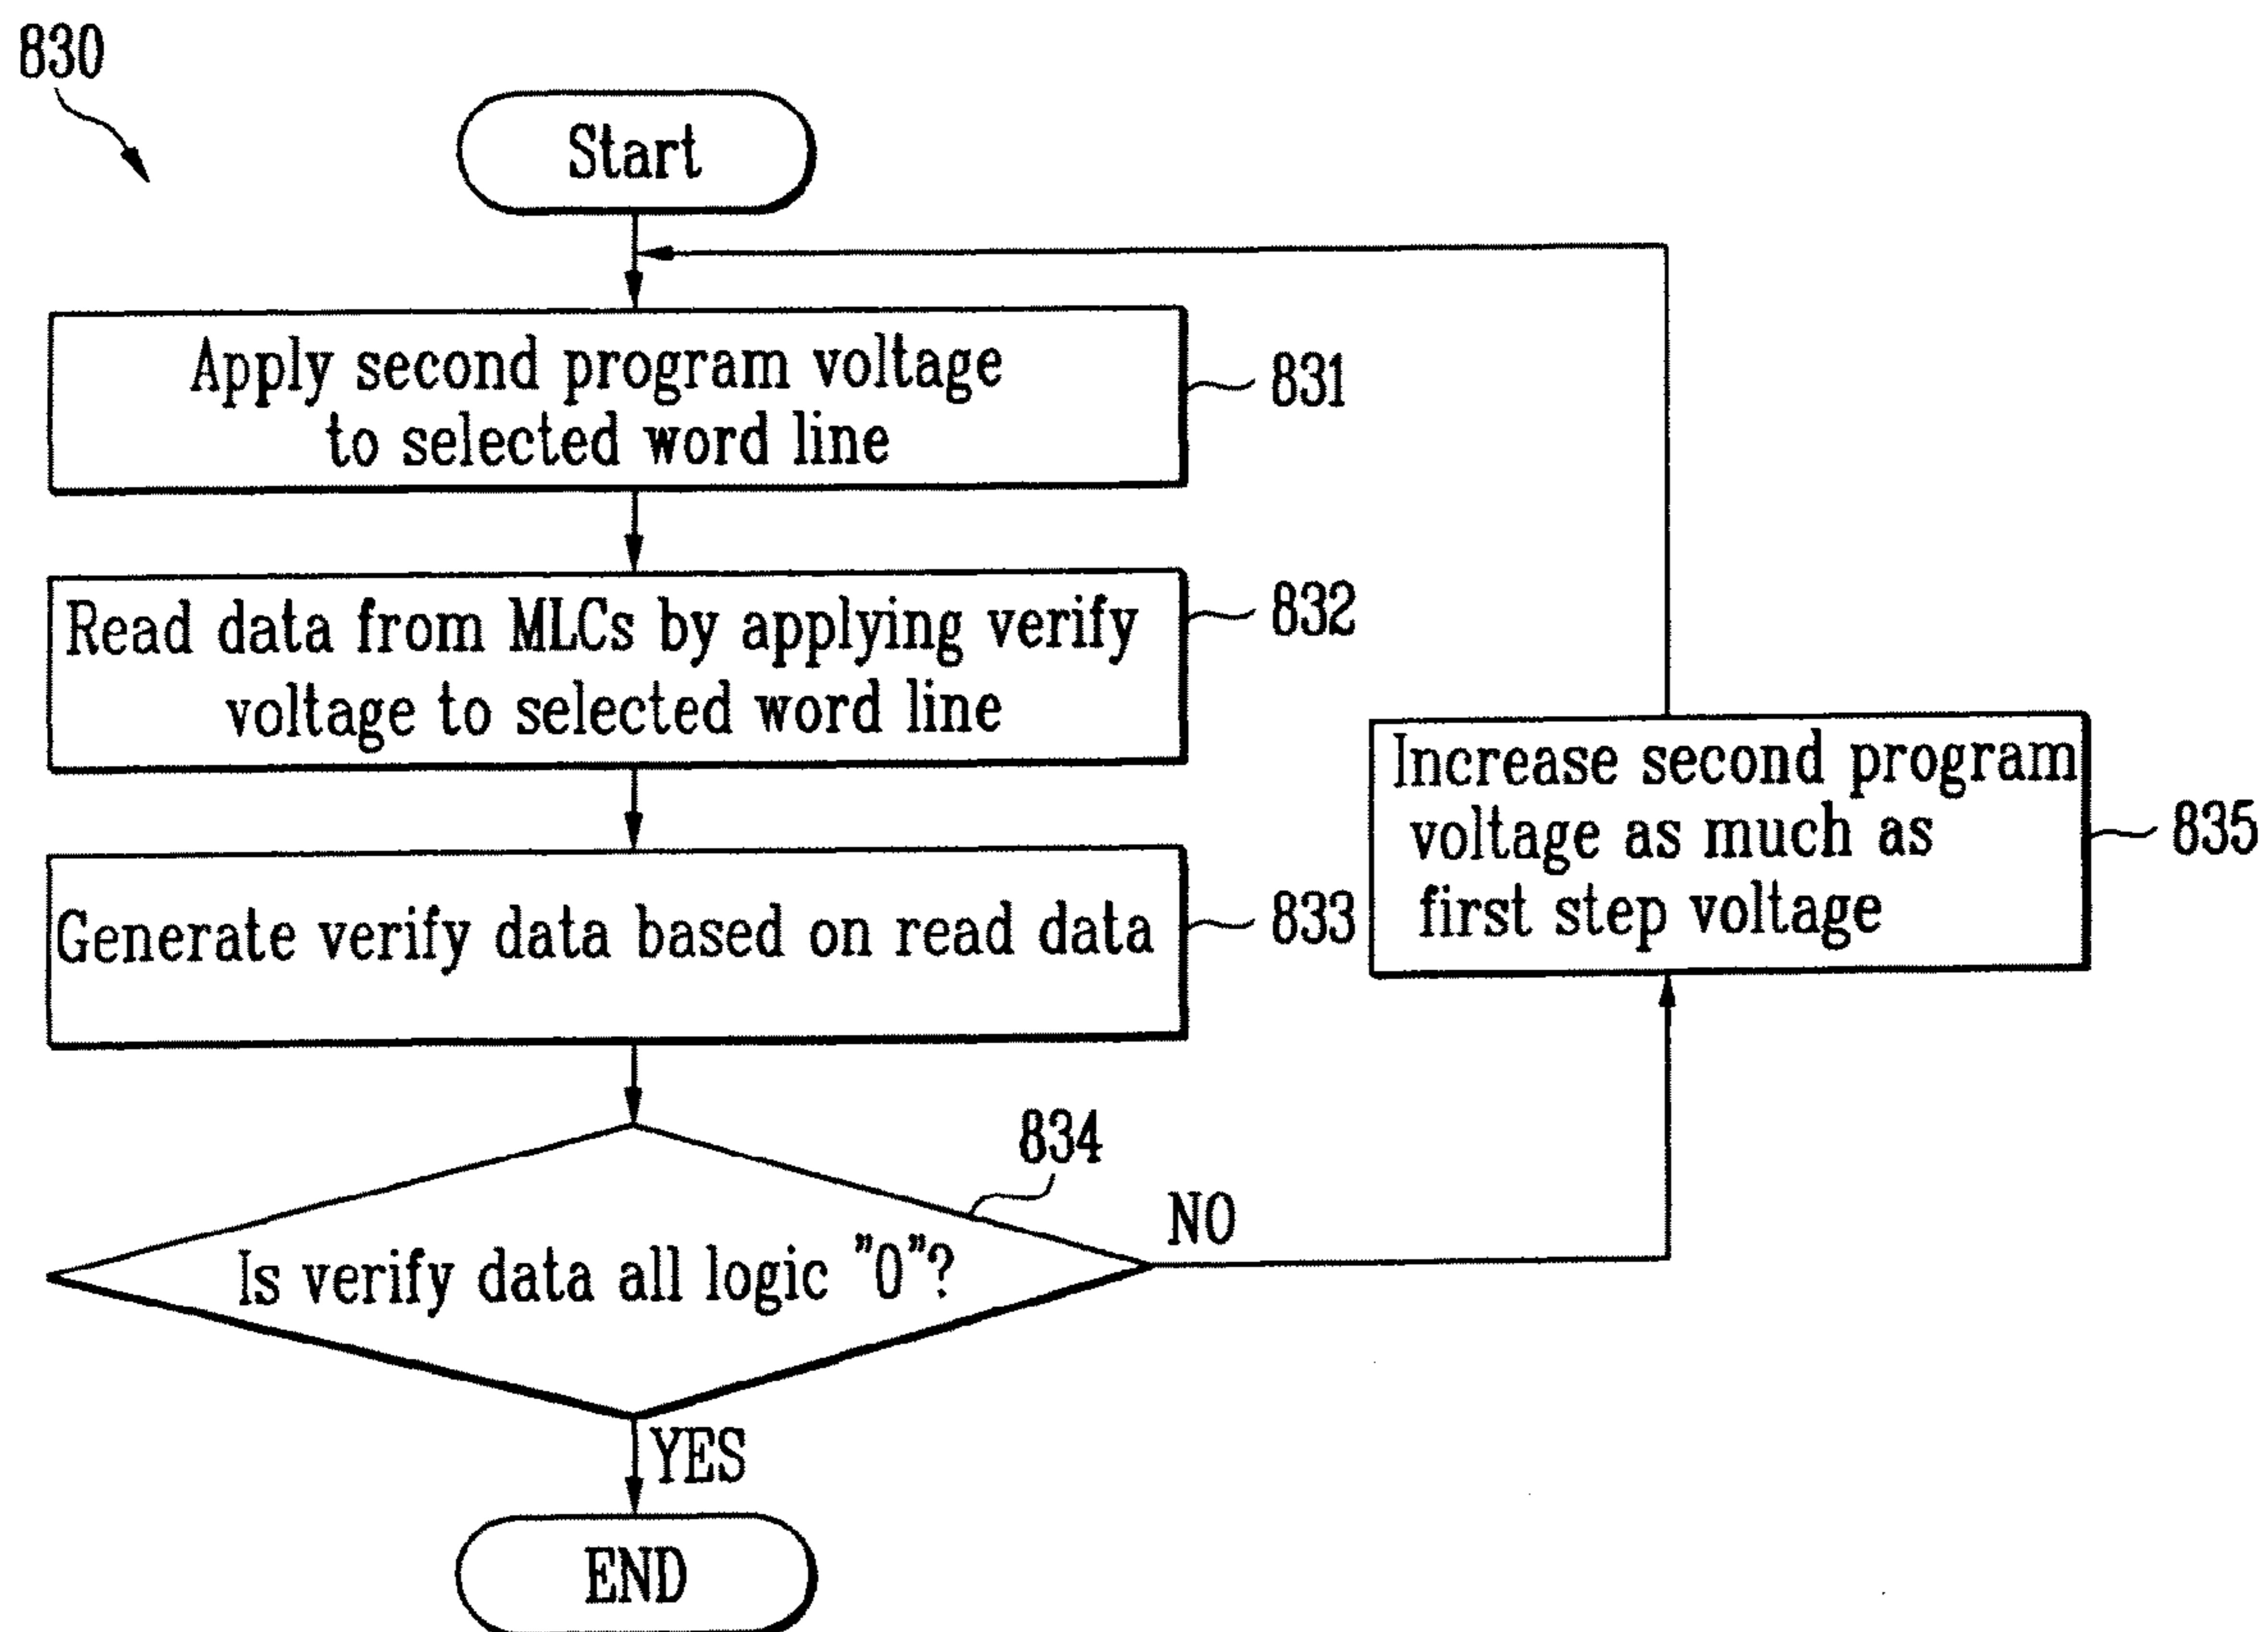 830
Start
Apply second program voltage
to selected word line
831
Read data from MLCs by applying verify
voltage to selected word line
832
Generate verify data based on read data
833
Increase second program
voltage as much as
first step voltage
835
834
Is verify data all logic "0"?
NO
YES
END